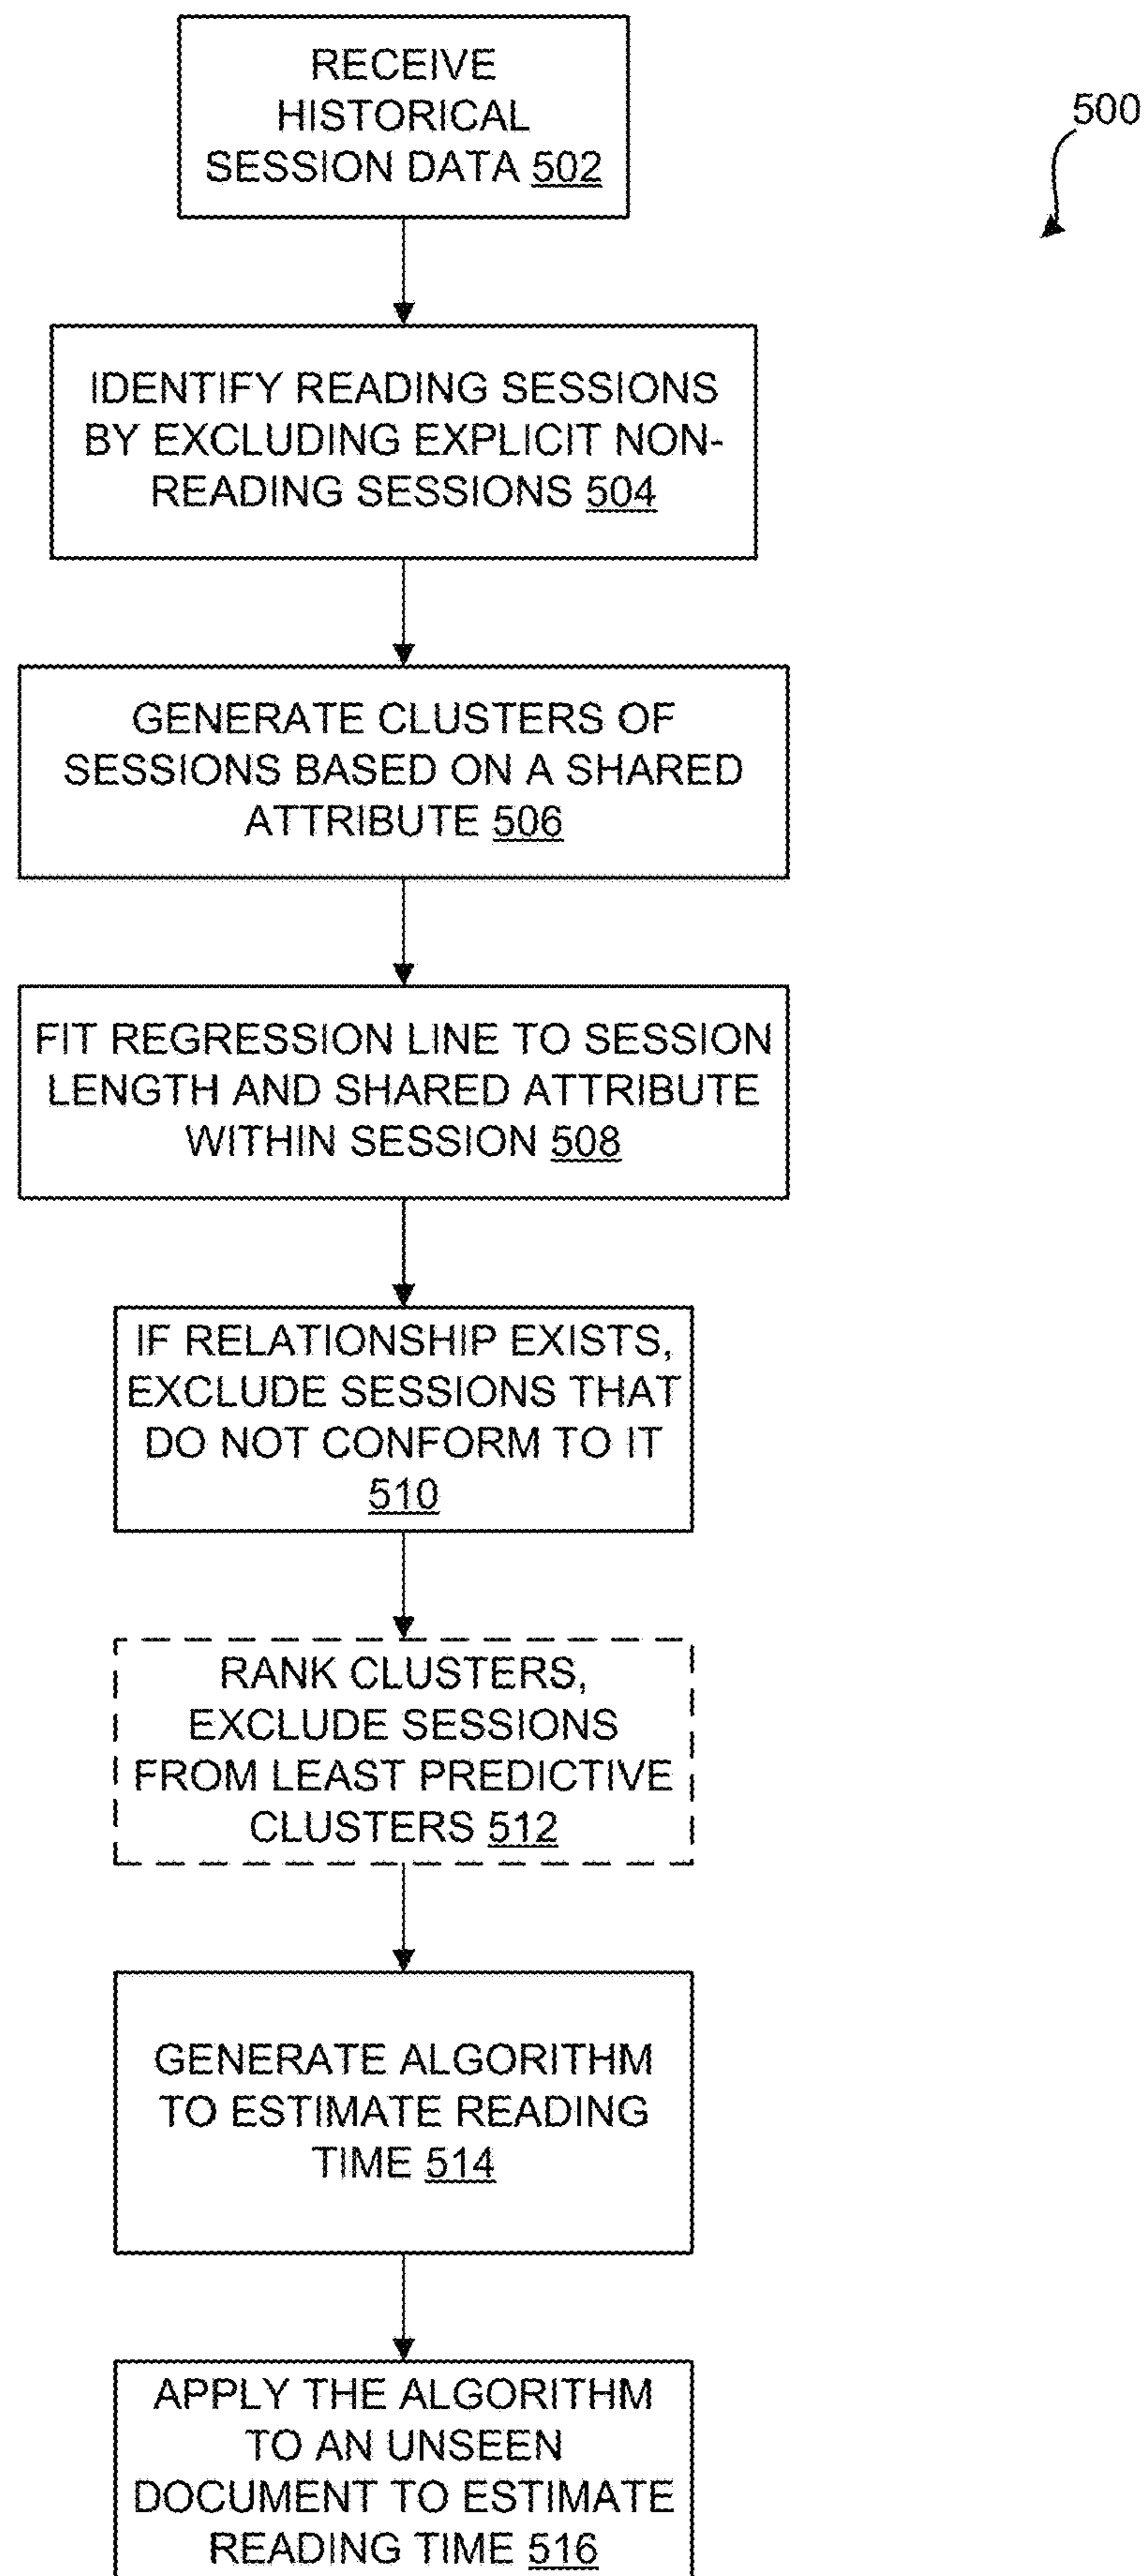 RECEIVE
HISTORICAL
SESSION DATA 502
500
IDENTIFY READING SESSIONS
BY EXCLUDING EXPLICIT NON-
READING SESSIONS 504
GENERATE CLUSTERS OF
SESSIONS BASED ON A SHARED
ATTRIBUTE 506
FIT REGRESSION LINE TO SESSION
LENGTH AND SHARED ATTRIBUTE
WITHIN SESSION 508
IF RELATIONSHIP EXISTS,
EXCLUDE SESSIONS THAT
DO NOT CONFORM TO IT
510
RANK CLUSTERS,
EXCLUDE SESSIONS
FROM LEAST PREDICTIVE
CLUSTERS 512
GENERATE ALGORITHM
TO ESTIMATE READING
TIME 514
APPLY THE ALGORITHM
TO AN UNSEEN
DOCUMENT TO ESTIMATE
READING TIME 516